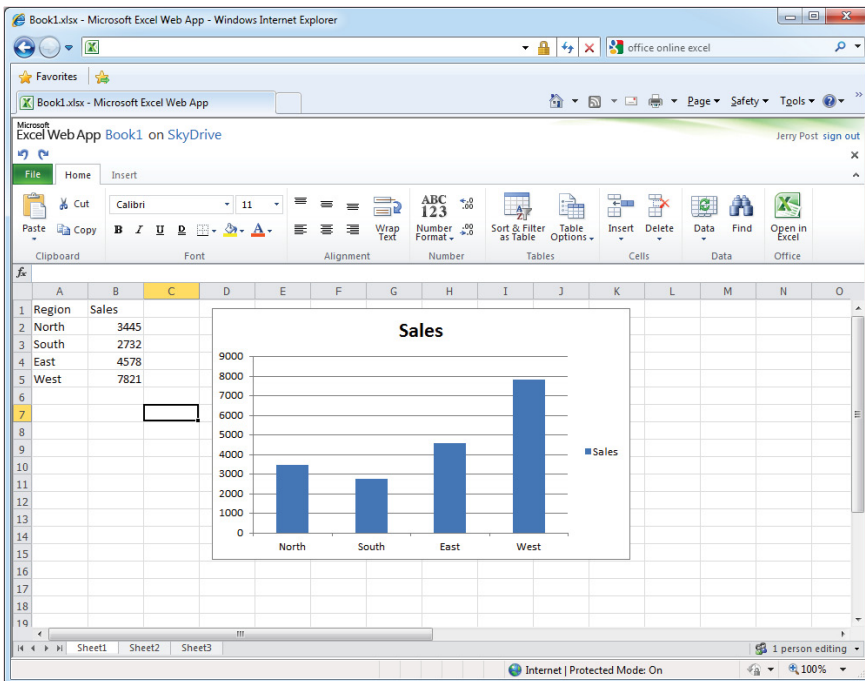 Book1.xlsx - Microsoft Excel Web App - Windows Internet Explorer
office online excel
Favorites
Book1.xlsx - Microsoft Excel Web App
Page Safety Tools
Microsoft
Excel Web App Book1 on SkyDrive
Jerry Post sign out
File Home Insert
Paste Cut Copy
Calibri 11
B I U D A
Wrap Text
ABC 123
Number Format
.0 .00
.00 .0
Sort & Filter as Table
Table Options
Insert Delete
Data Find
Open in Excel
Clipboard Font Alignment Number Tables Cells Data Office
fx
A B C D E F G H I J K L M N O
1 Region Sales
2 North 3445
3 South 2732
4 East 4578
5 West 7821
6
7
8
9
10
11
12
13
14
15
16
17
18
19
Sales
9000
8000
7000
6000
5000
4000
3000
2000
1000
0
North South East West
Sales
Sheet1 Sheet2 Sheet3
1 person editing
Internet | Protected Mode: On
100%